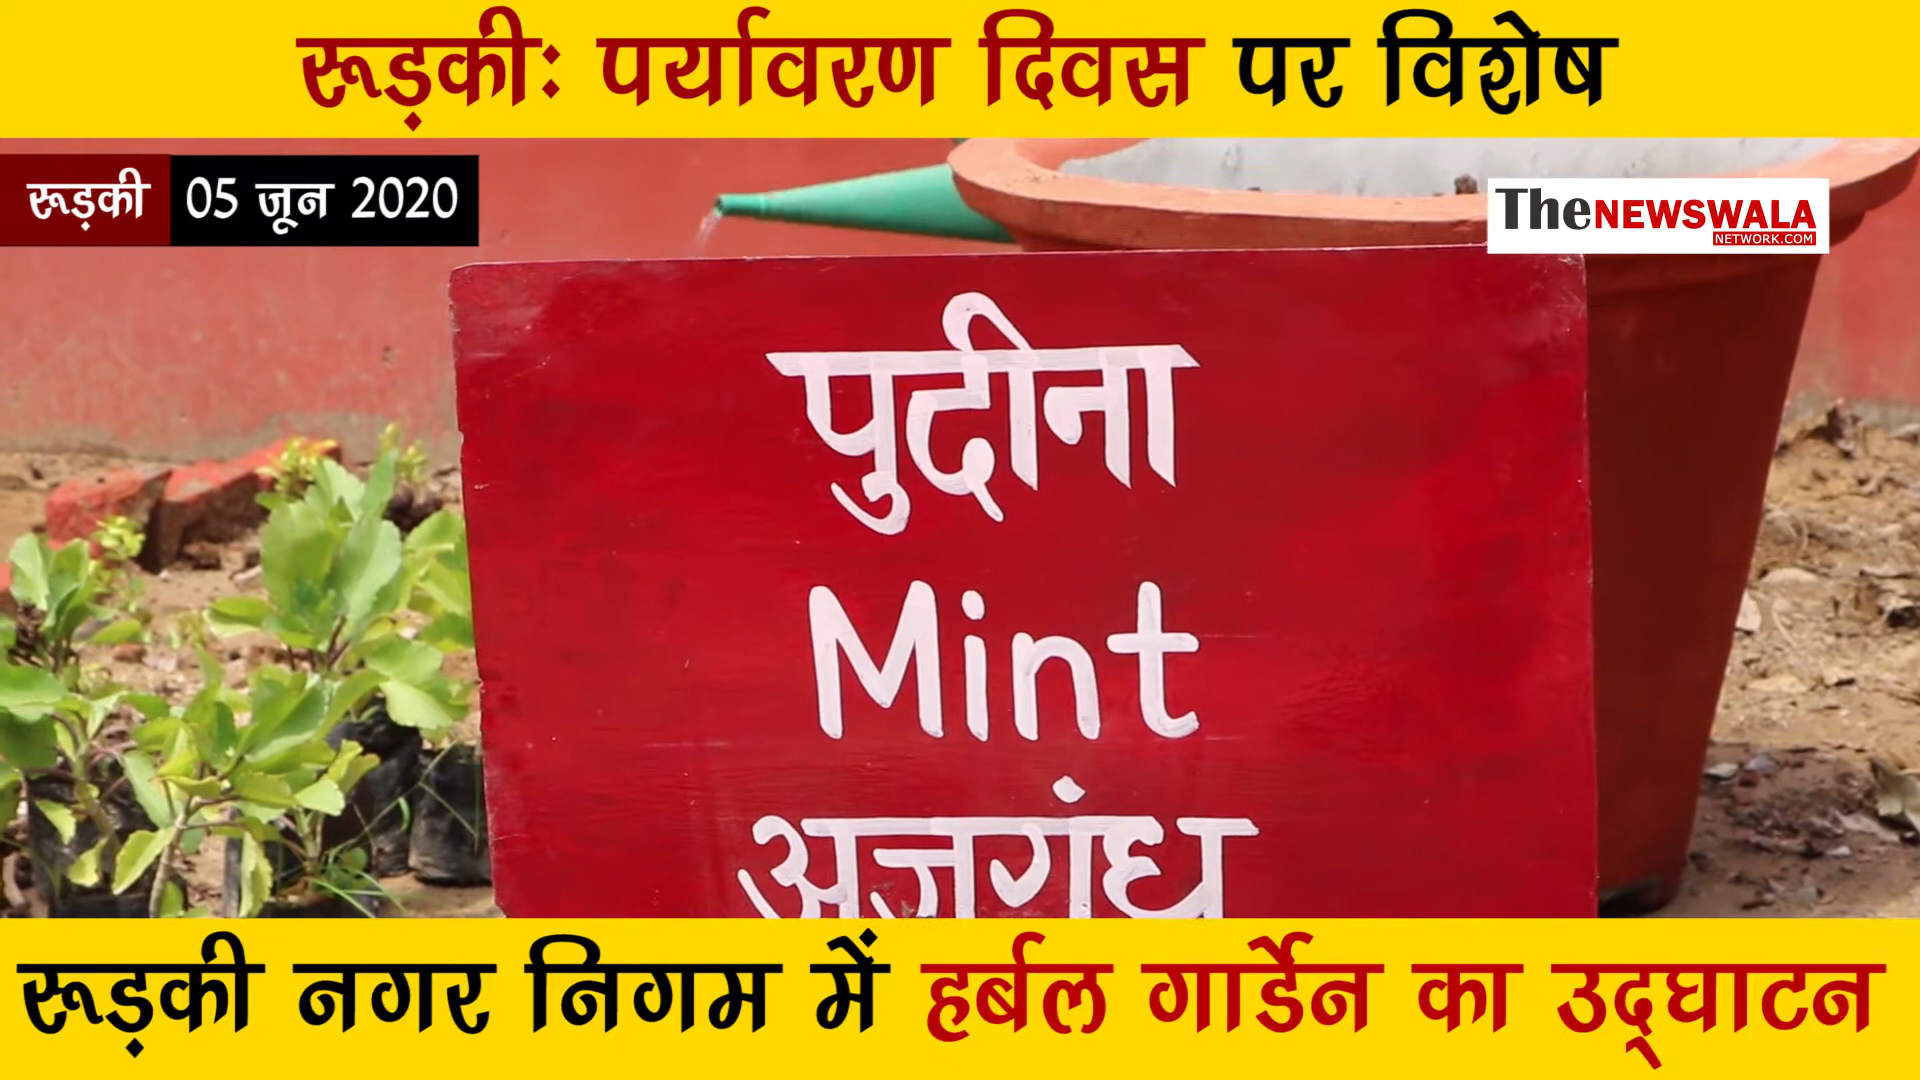 रूड़कीः पर्यावरण दिवस पर विशेष
रूड़की 05 जून 2020
TheNEWSWALA
NETWORK.COM
पुदीना
Mint
अजगंध
रूड़की नगर निगम में हर्बल गार्डेन का उद्घाटन